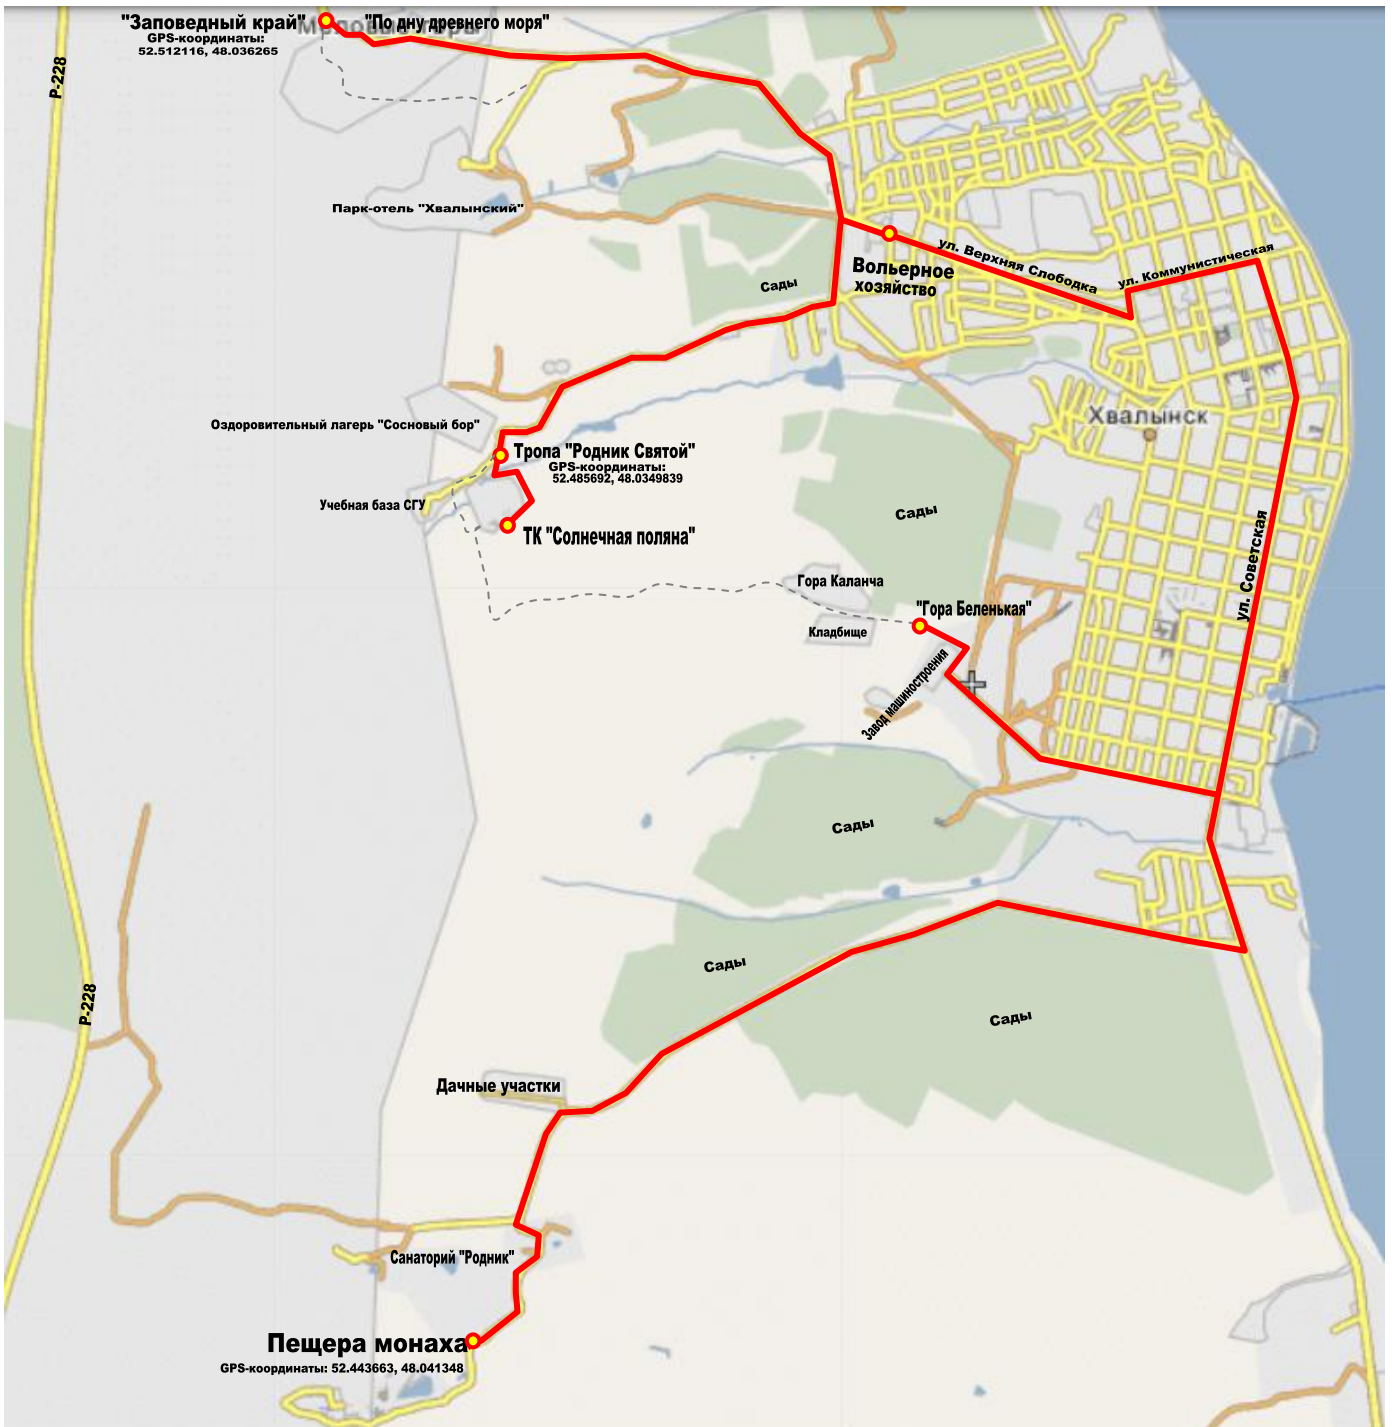 "Заповедный край"
"По дну древнего моря"
GPS-координаты:
52.512116, 48.036265
Р-228
Парк-отель "Хвалынский"
ул. Верхняя Слободка
ул. Коммунистическая
Вольерное
хозяйство
Сады
Хвалынск
Оздоровительный лагерь "Сосновый бор"
Тропа "Родник Святой"
GPS-координаты:
52.485692, 48.0349839
Учебная база СГУ
ТК "Солнечная поляна"
Сады
ул. Советская
Гора Каланча
"Гора Беленькая"
Кладбище
Завод машиностроения
Сады
Сады
Р-228
Сады
Дачные участки
Санаторий "Родник"
Пещера монаха
GPS-координаты: 52.443663, 48.041348